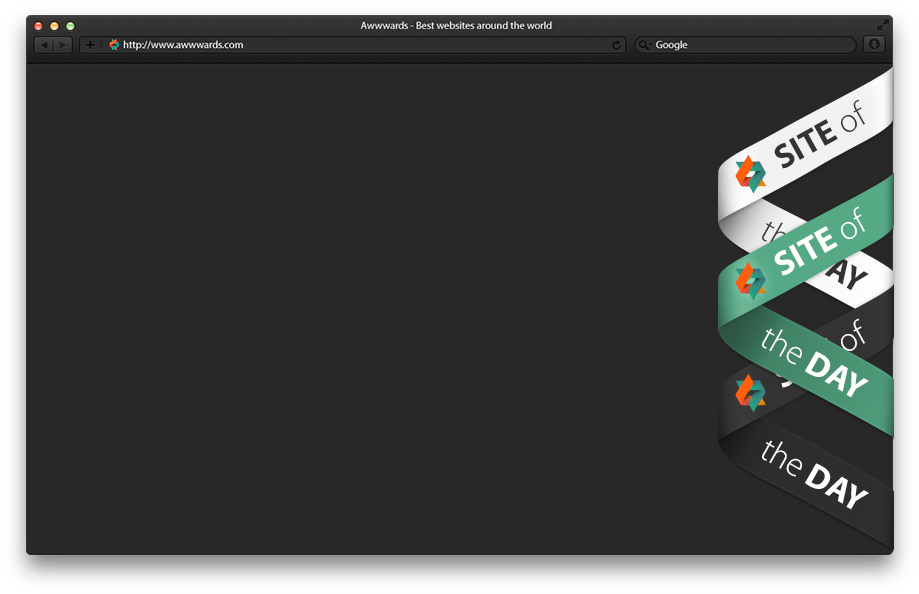 Awwwards - Best websites around the world
http://www.awwwards.com
Google
SITE of
the DAY
SITE of
the DAY
of
the DAY